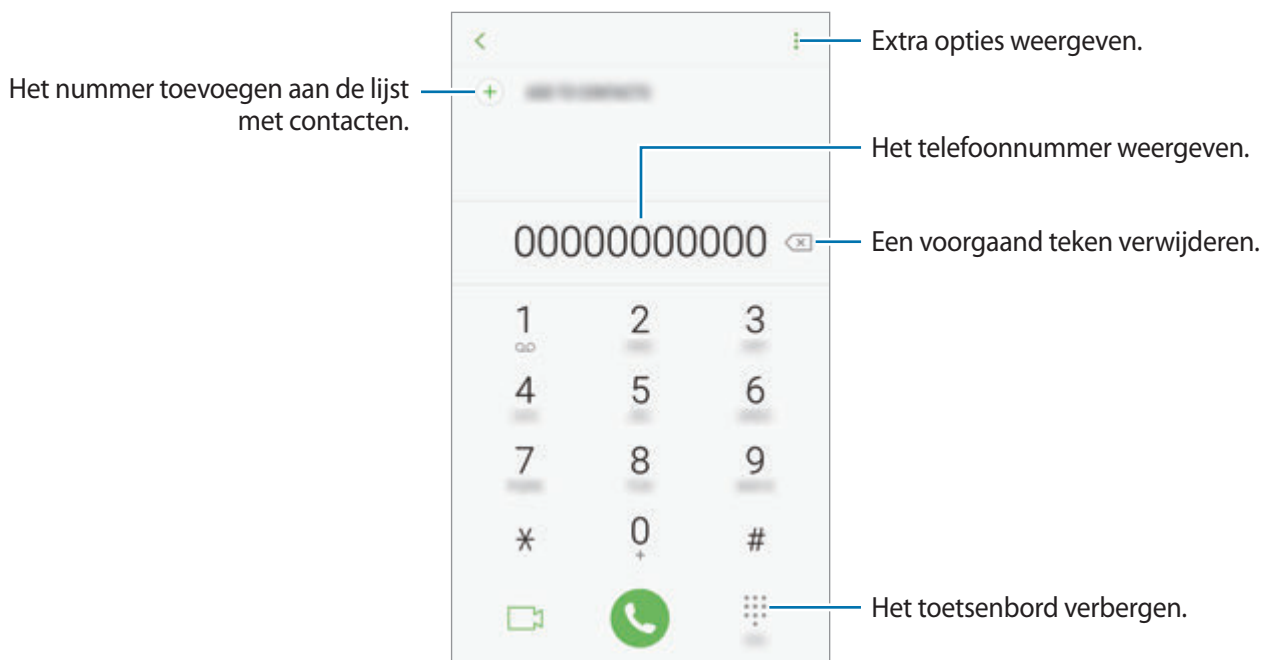 Extra opties weergeven.
Het nummer toevoegen aan de lijst
met contacten.
Het telefoonnummer weergeven.
00000000000
Een voorgaand teken verwijderen.
1 2 3
4 5 6
7 8 9
* 0 #
+
Het toetsenbord verbergen.